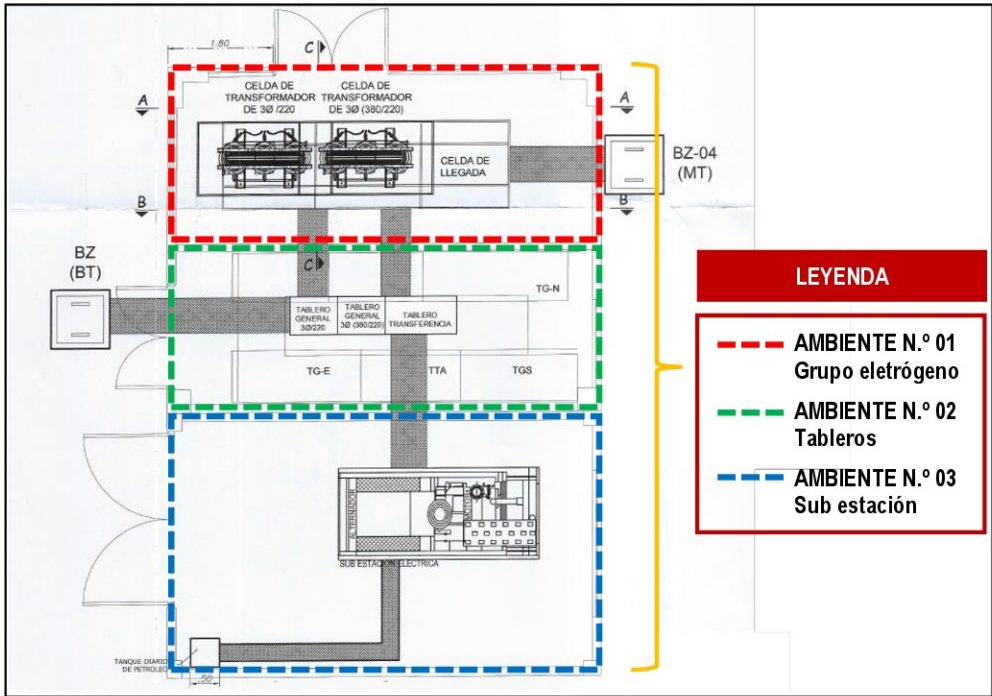 1.80
C
CELDA DE
TRANSFORMADOR
DE 3Ø /220
CELDA DE
TRANSFORMADOR
DE 3Ø (380/220)
A
A
CELDA DE
LLEGADA
BZ-04
(MT)
B
B
BZ
(BT)
C
TG-N
TABLERO
GENERAL
3Ø/220
TABLERO
GENERAL
3Ø (380/220)
TABLERO
TRANSFERENCIA
TG-E
TTA
TGS
ALTERNADOR
MOTOR
SUB ESTACION ELECTRICA
TANQUE DIARIO
DE PETROLEO
.50
LEYENDA
AMBIENTE N.º 01
Grupo eletrógeno
AMBIENTE N.º 02
Tableros
AMBIENTE N.º 03
Sub estación